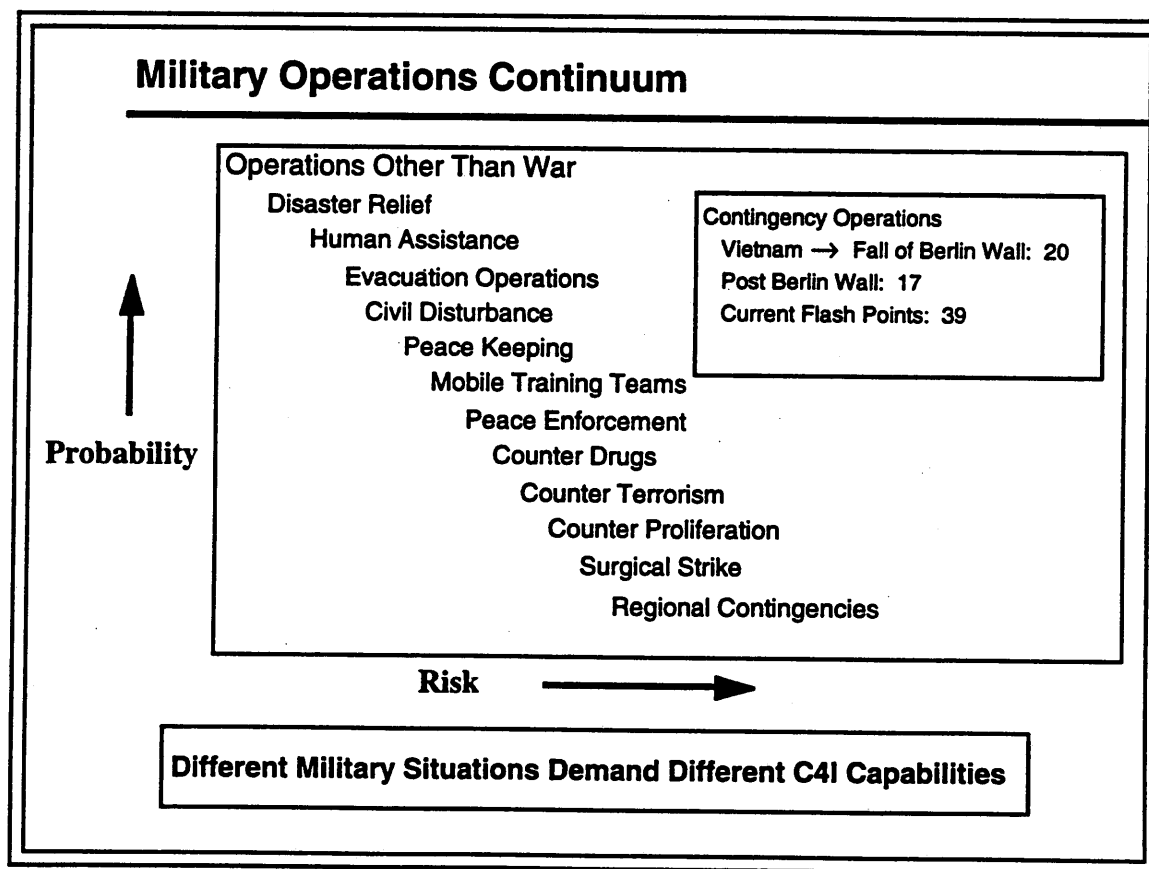 Military Operations Continuum
Operations Other Than War
Disaster Relief
Human Assistance
Evacuation Operations
Civil Disturbance
Peace Keeping
Mobile Training Teams
Peace Enforcement
Counter Drugs
Counter Terrorism
Counter Proliferation
Surgical Strike
Regional Contingencies
Contingency Operations
Vietnam → Fall of Berlin Wall: 20
Post Berlin Wall: 17
Current Flash Points: 39
Probability
Risk
Different Military Situations Demand Different C4I Capabilities